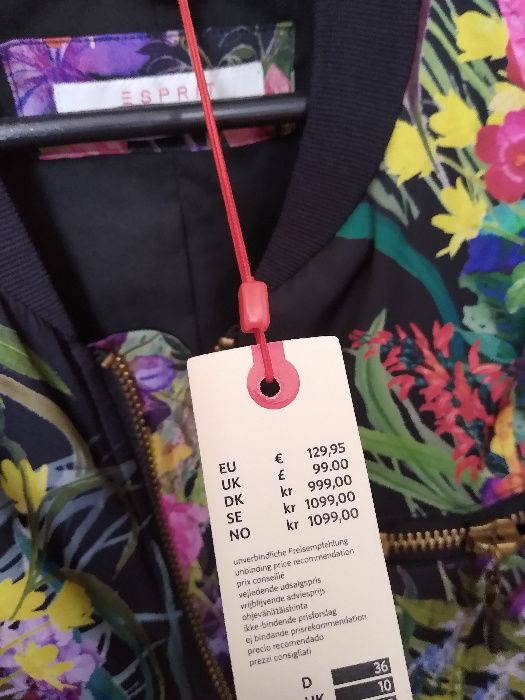 ESPRIT
EU € 129,95
UK £ 99.00
DK kr 999,00
SE kr 1099,00
NO kr 1099,00
unverbindliche Preisempfehlung
unbinding price recommendation
prix conseillé
vejledende udsalgspris
vrijblijvende adviesprijs
ohjevähittäishinta
ikke-bindende prisforslag
ej bindande prisrekommendation
precio recomendado
prezzi consigliati
D 36
UK 10